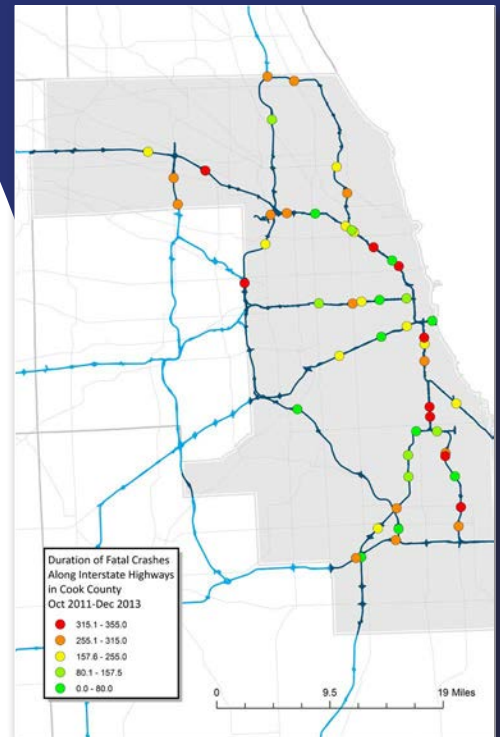 Duration of Fatal Crashes
Along Interstate Highways
in Cook County
Oct 2011-Dec 2013
315.1 - 355.0
255.1 - 315.0
157.6 - 255.0
80.1 - 157.5
0.0 - 80.0
0 9.5 19 Miles